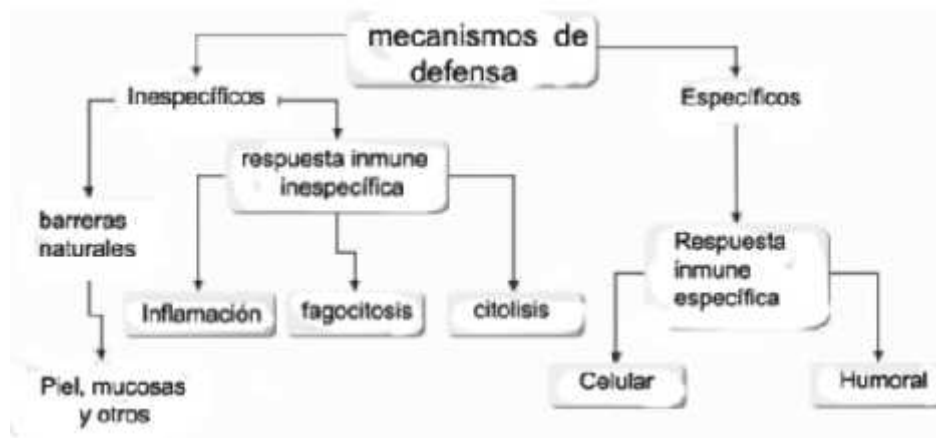 mecanismos de
defensa
Inespecíficos
Específicos
respuesta inmune
inespecífica
barreras
naturales
Respuesta
inmune
específica
Inflamación
fagocitosis
citolisis
Piel, mucosas
y otros
Celular
Humoral